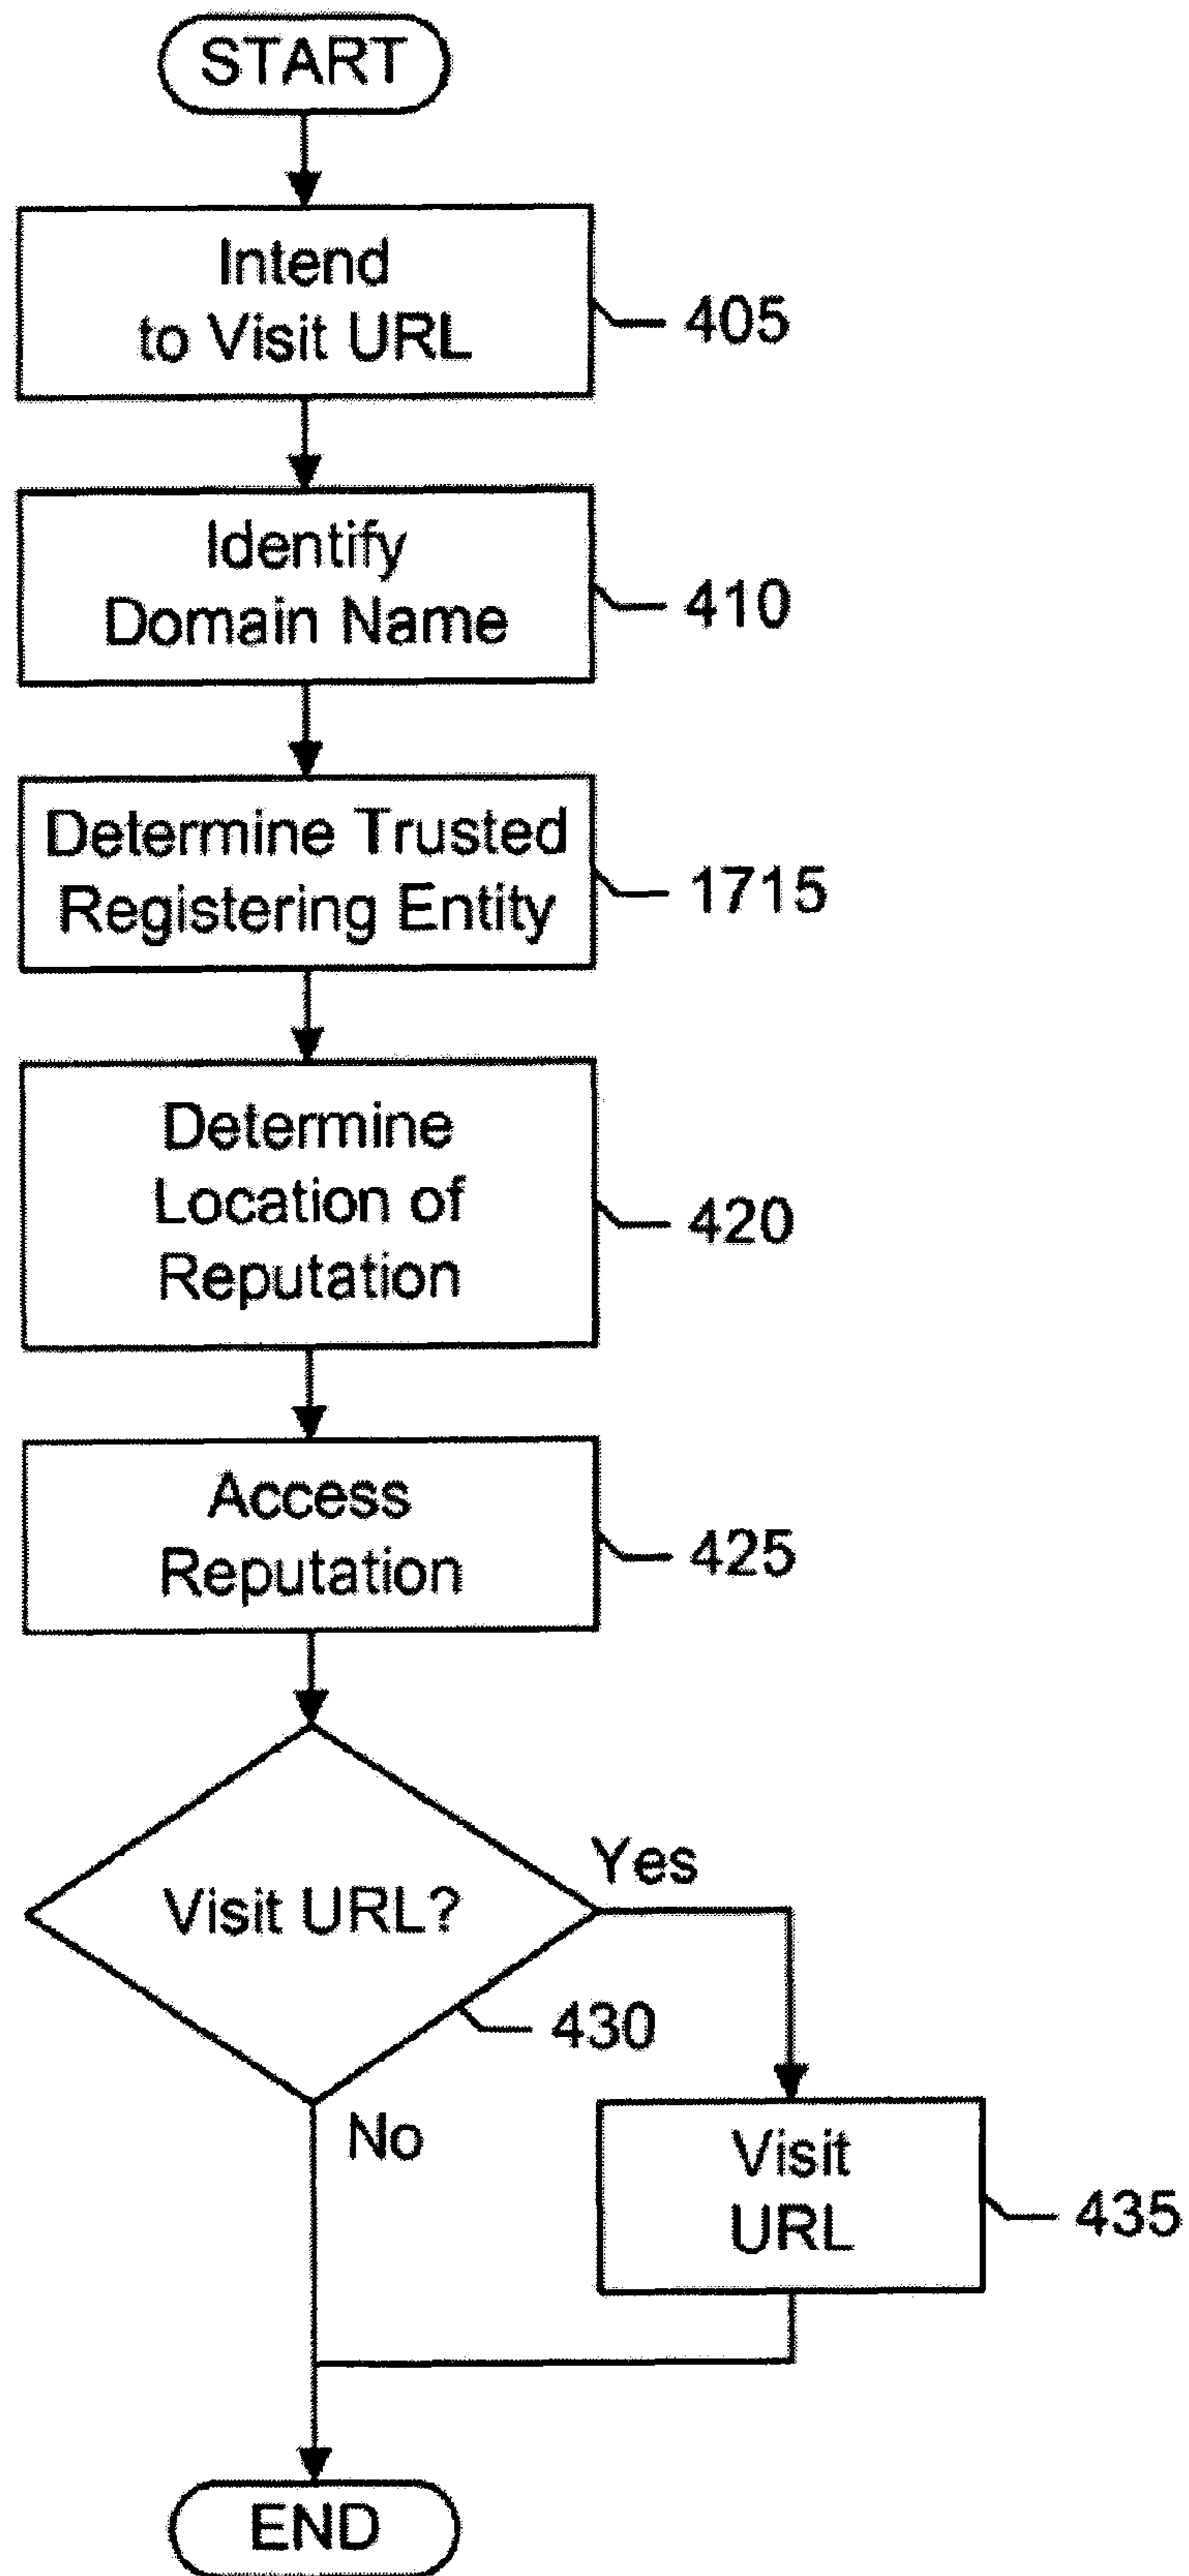 START
Intend
to Visit URL
405
Identify
Domain Name
410
Determine Trusted
Registering Entity
1715
Determine
Location of
Reputation
420
Access
Reputation
425
Visit URL?
Yes
430
No
Visit
URL
435
END